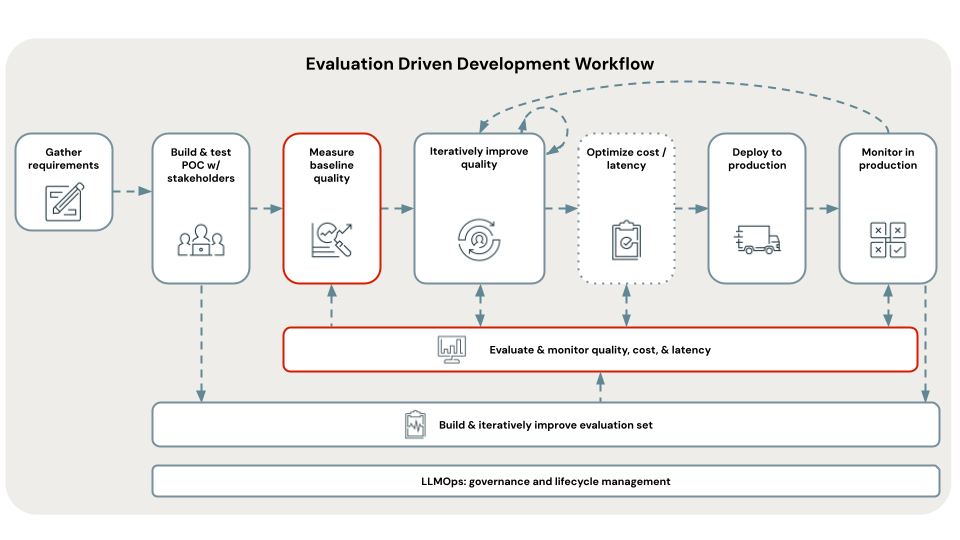 Evaluation Driven Development Workflow
Gather
requirements
Build & test
POC w/
stakeholders
Measure
baseline
quality
Iteratively improve
quality
Optimize cost /
latency
Deploy to
production
Monitor in
production
Evaluate & monitor quality, cost, & latency
Build & iteratively improve evaluation set
LLMOps: governance and lifecycle management